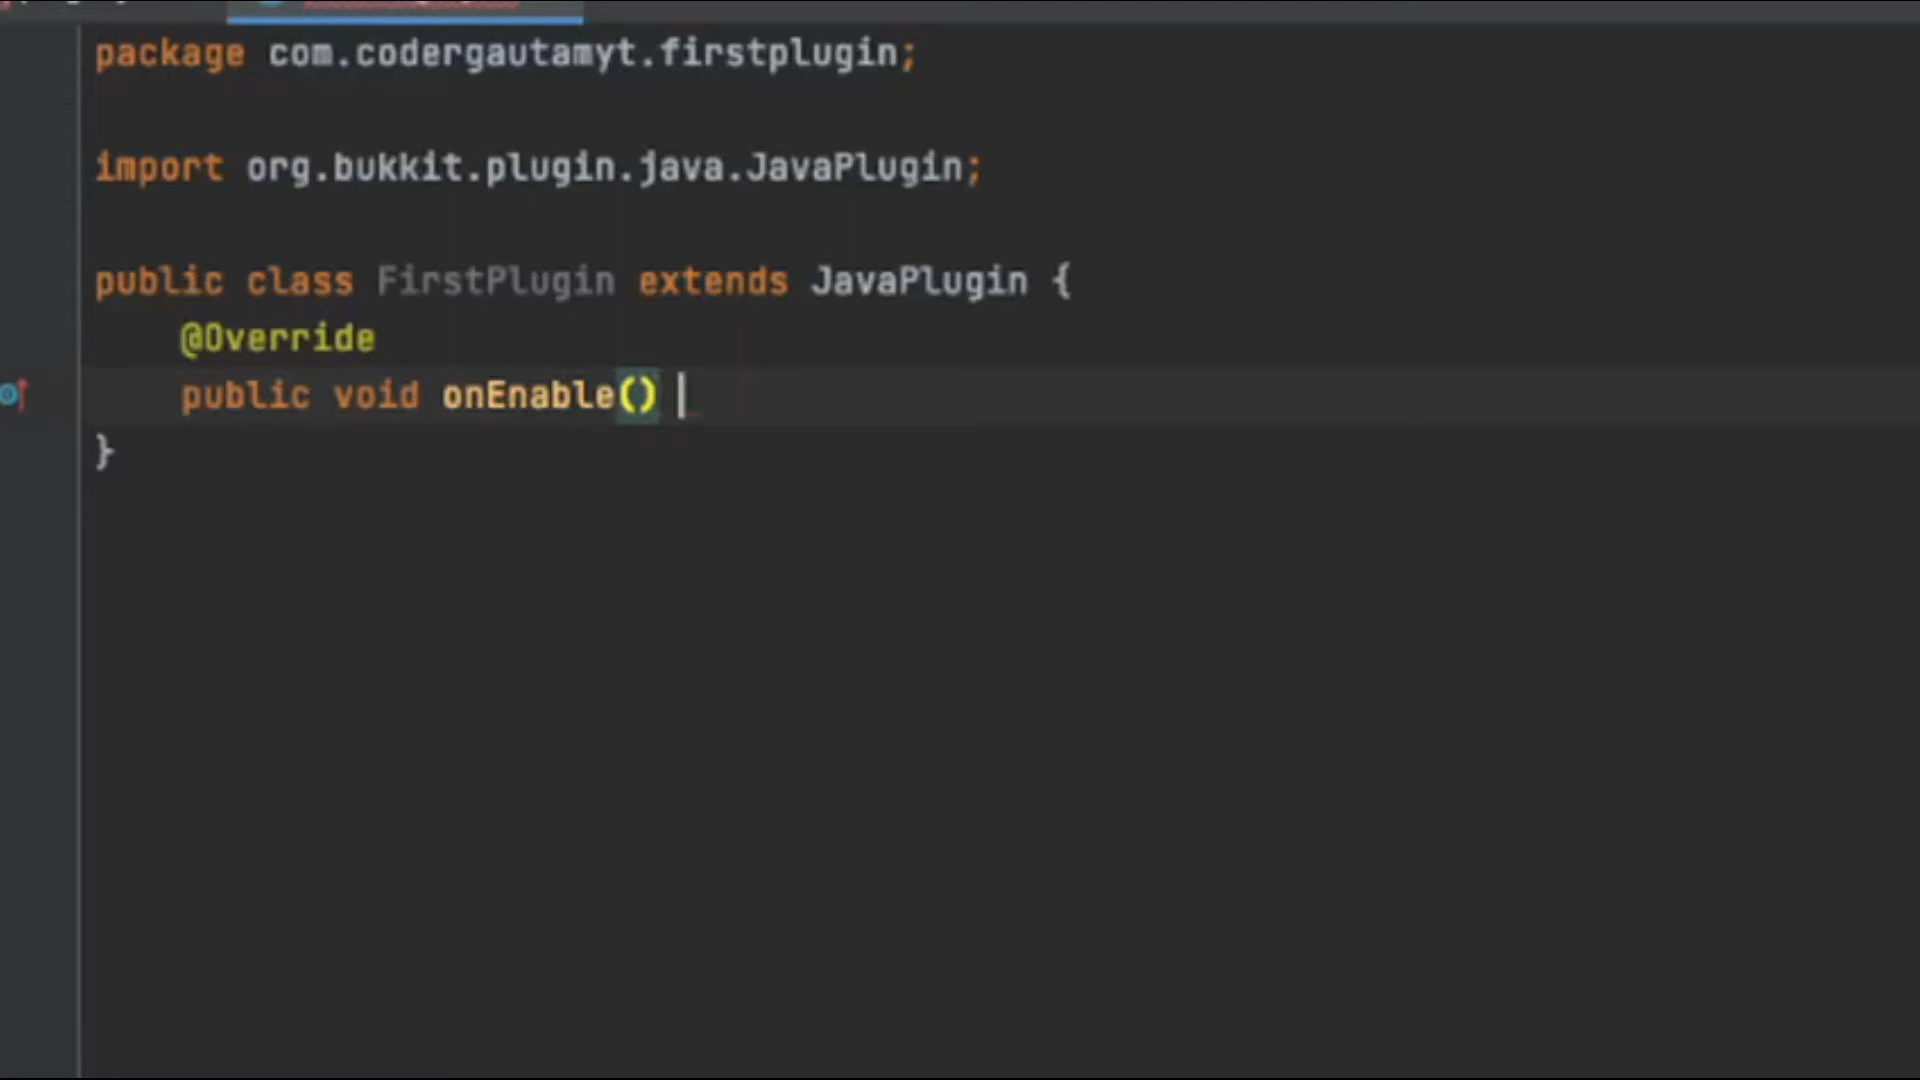 package com.codergautamyt.firstplugin;
import org.bukkit.plugin.java.JavaPlugin;
public class FirstPlugin extends JavaPlugin {
@Override
public void onEnable()
}